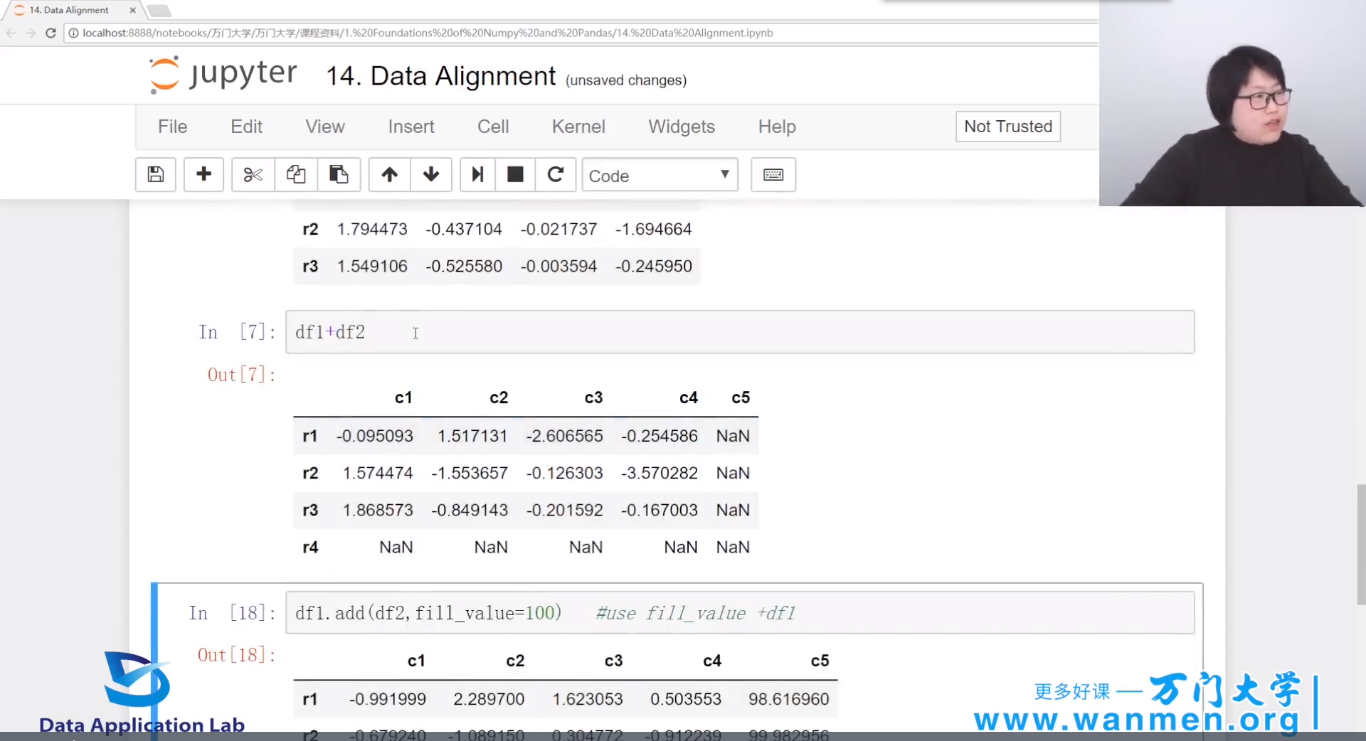 14. Data Alignment
localhost:8888/notebooks/万门大学/万门大学/课程资料/1.%20Foundations%20of%20Numpy%20and%20Pandas/14.%20Data%20Alignment.ipynb
jupyter 14. Data Alignment (unsaved changes)
File Edit View Insert Cell Kernel Widgets Help Not Trusted
Code
r2 1.794473 -0.437104 -0.021737 -1.694664
r3 1.549106 -0.525580 -0.003594 -0.245950
In [7]: df1+df2
Out[7]:
c1 c2 c3 c4 c5
r1 -0.095093 1.517131 -2.606565 -0.254586 NaN
r2 1.574474 -1.553657 -0.126303 -3.570282 NaN
r3 1.868573 -0.849143 -0.201592 -0.167003 NaN
r4 NaN NaN NaN NaN NaN
In [18]: df1.add(df2,fill_value=100) #use fill_value +df1
Out[18]:
c1 c2 c3 c4 c5
r1 -0.991999 2.289700 1.623053 0.503553 98.616960
r2 -0.679240 -1.089150 0.304772 -0.912239 99.982956
Data Application Lab
更多好课 — 万门大学
www.wanmen.org